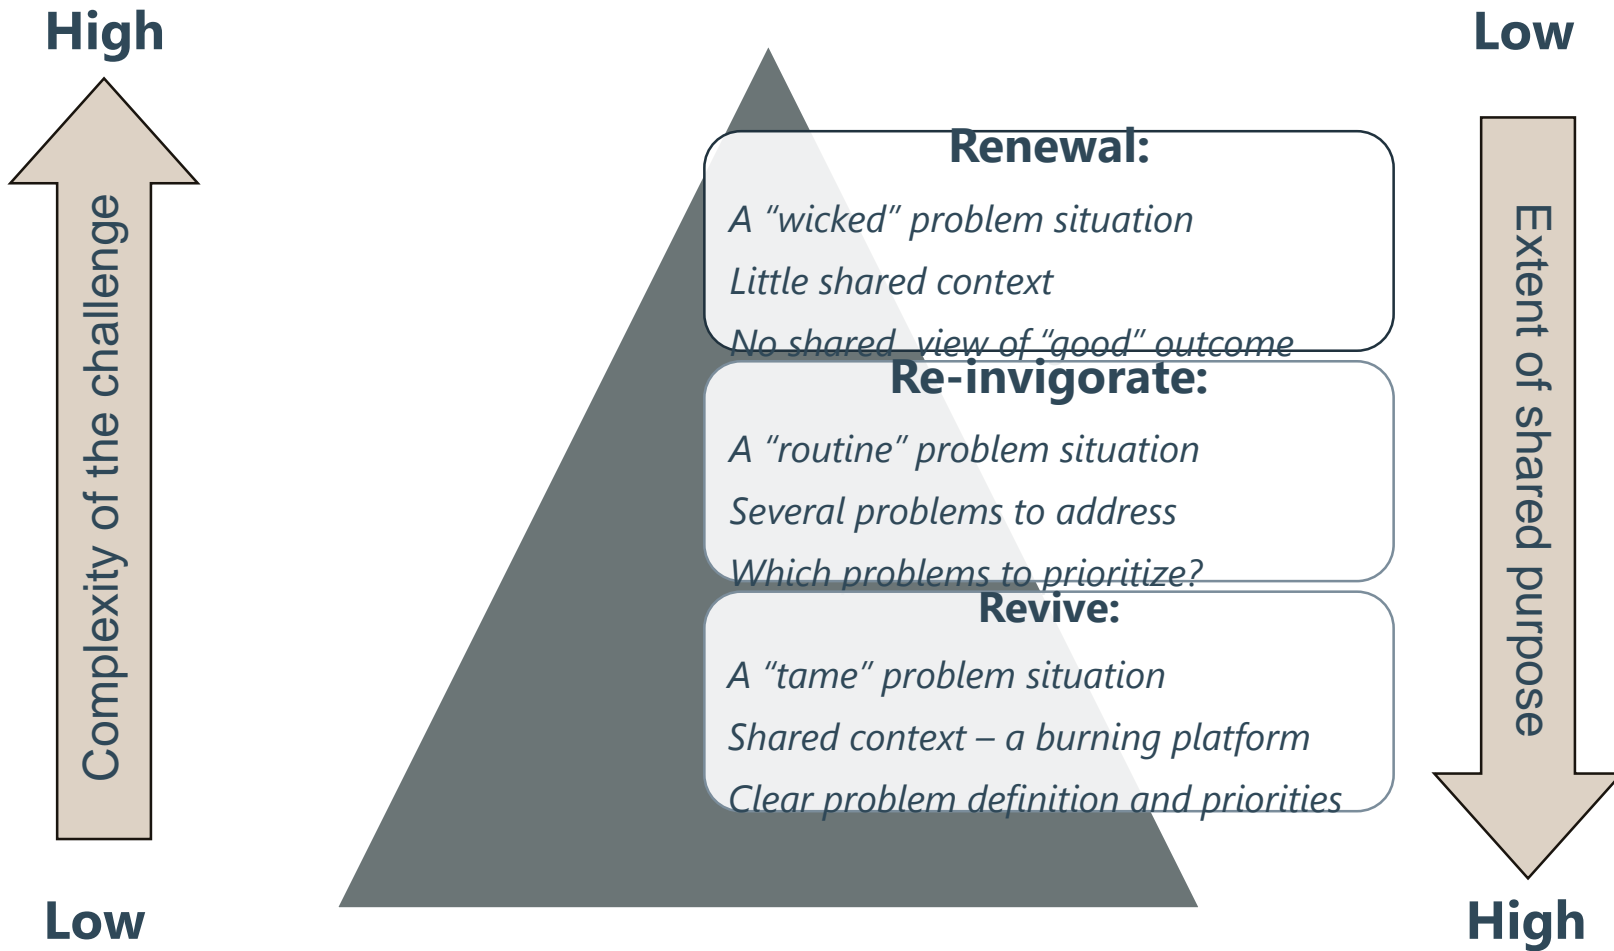 High
Low
Complexity of the challenge
Renewal:
A “wicked” problem situation
Little shared context
No shared  view of “good” outcome
Re-invigorate:
A “routine” problem situation
Several problems to address
Which problems to prioritize?
Revive:
A “tame” problem situation
Shared context – a burning platform
Clear problem definition and priorities
Extent of shared purpose
Low
High